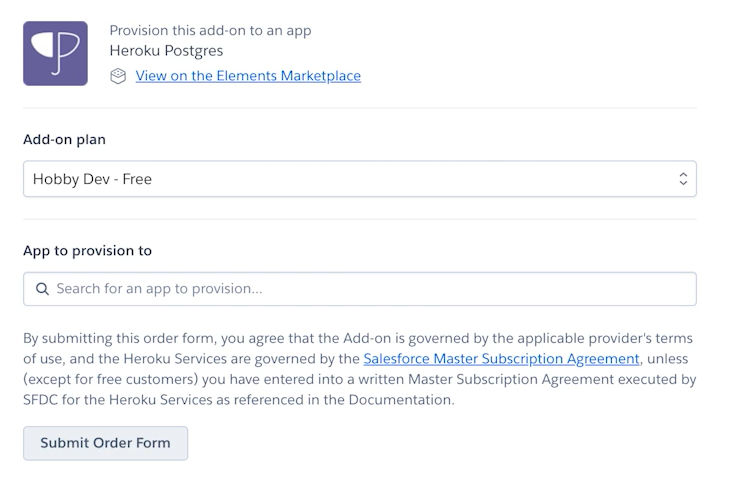 Provision this add-on to an app
Heroku Postgres
View on the Elements Marketplace
Add-on plan
Hobby Dev - Free
App to provision to
Search for an app to provision...
By submitting this order form, you agree that the Add-on is governed by the applicable provider's terms
of use, and the Heroku Services are governed by the Salesforce Master Subscription Agreement, unless
(except for free customers) you have entered into a written Master Subscription Agreement executed by
SFDC for the Heroku Services as referenced in the Documentation.
Submit Order Form